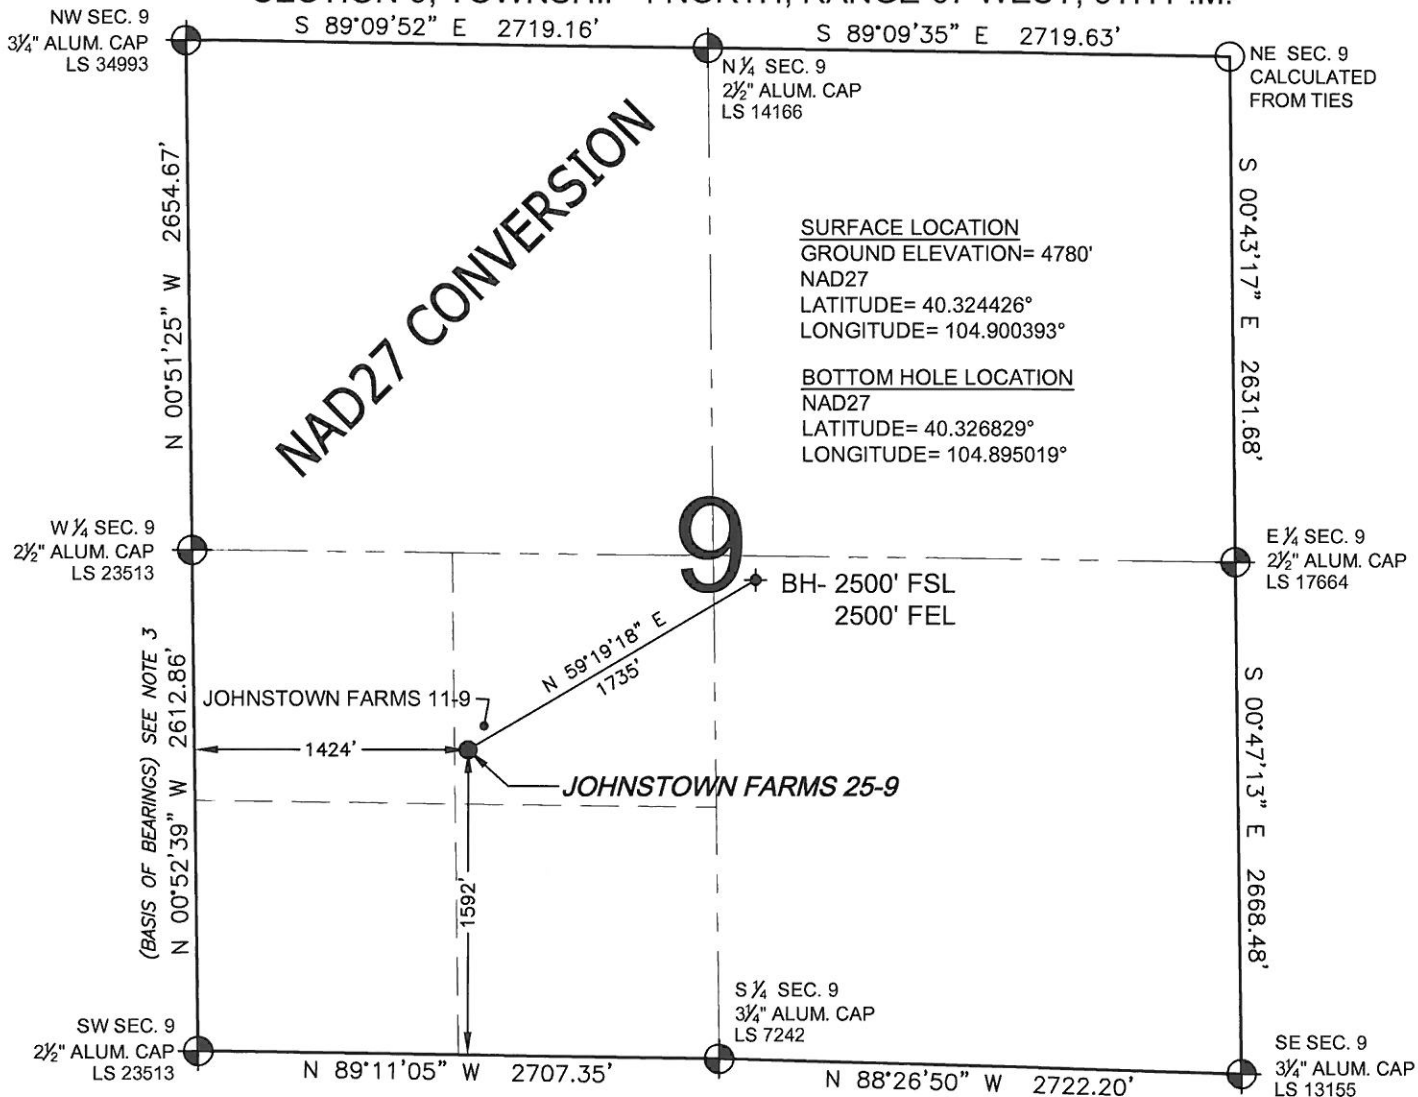 NW SEC. 9
3¼" ALUM. CAP
LS 34993
S 89°09'52" E 2719.16'
N ¼ SEC. 9
2½" ALUM. CAP
LS 14166
S 89°09'35" E 2719.63'
NE SEC. 9
CALCULATED
FROM TIES
N 00°51'25" W 2654.67'
NAD27 CONVERSION
SURFACE LOCATION
GROUND ELEVATION= 4780'
NAD27
LATITUDE= 40.324426°
LONGITUDE= 104.900393°
BOTTOM HOLE LOCATION
NAD27
LATITUDE= 40.326829°
LONGITUDE= 104.895019°
S 00°43'17" E 2631.68'
W ¼ SEC. 9
2½" ALUM. CAP
LS 23513
9
E ¼ SEC. 9
2½" ALUM. CAP
LS 17664
BH- 2500' FSL
2500' FEL
N 59°19'18" E
1735'
(BASIS OF BEARINGS) SEE NOTE 3
N 00°52'39" W 2612.86'
JOHNSTOWN FARMS 11-9
1424'
JOHNSTOWN FARMS 25-9
1592'
S 00°47'13" E 2668.48'
SW SEC. 9
2½" ALUM. CAP
LS 23513
N 89°11'05" W 2707.35'
S ¼ SEC. 9
3¼" ALUM. CAP
LS 7242
N 88°26'50" W 2722.20'
SE SEC. 9
3¼" ALUM. CAP
LS 13155